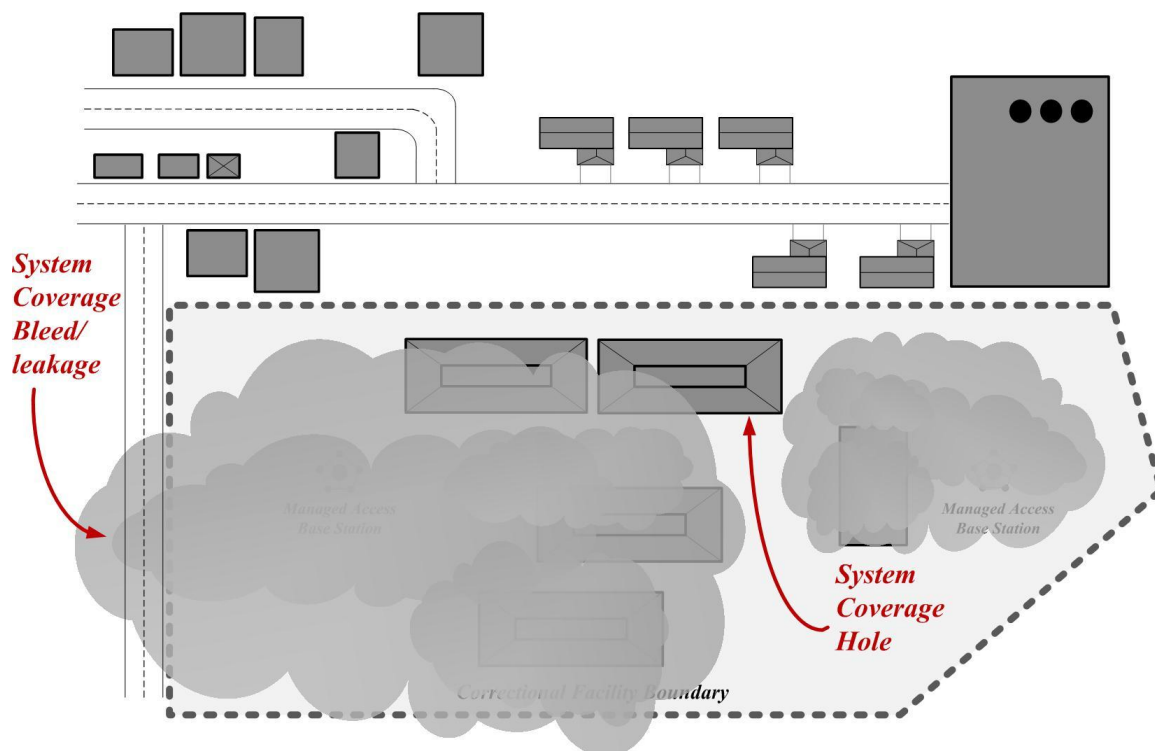 System
Coverage
Bleed/
leakage
Managed Access
Base Station
Managed Access
Base Station
System
Coverage
Hole
Correctional Facility Boundary